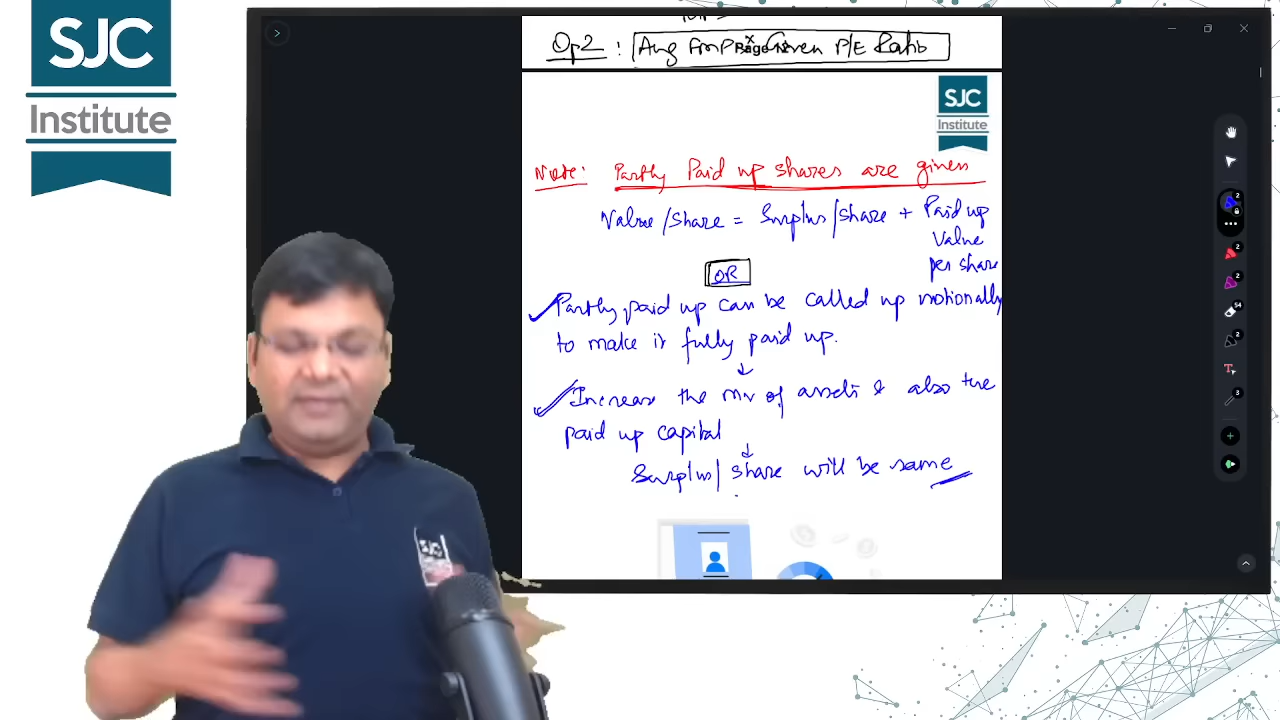 SJC
Institute
Op2 : Avg FMP x Given P/E Ratio
SJC
Institute
Note: Partly Paid up shares are given
Value/Share = Surplus/share + Paid up
Value
per share
OR
Partly paid up can be called up notionally
to make it fully paid up.
Increase the MV of assets & also the
paid up capital
Surplus/share will be same
SJC